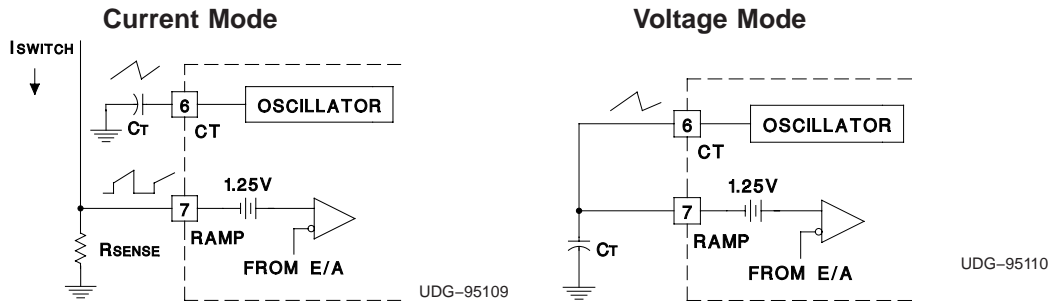 Current Mode
ISWITCH
6
OSCILLATOR
CT
CT
1.25V
7
RAMP
RSENSE
FROM E/A
UDG–95109
Voltage Mode
6
OSCILLATOR
CT
1.25V
7
CT
RAMP
FROM E/A
UDG–95110